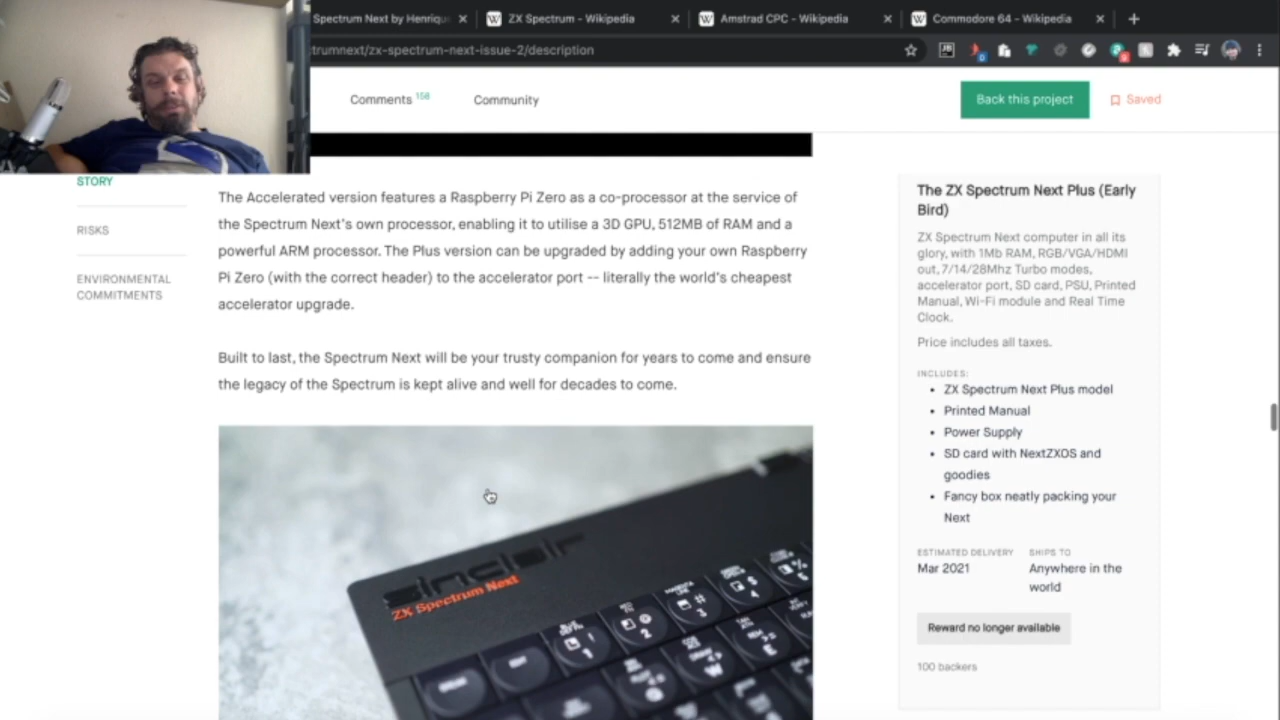 Spectrum Next by Henriqu
ZX Spectrum - Wikipedia
Amstrad CPC - Wikipedia
Commodore 64 - Wikipedia
trumnext/zx-spectrum-next-issue-2/description
Comments 158
Community
Back this project
Saved
STORY
RISKS
ENVIRONMENTAL
COMMITMENTS
The Accelerated version features a Raspberry Pi Zero as a co-processor at the service of
the Spectrum Next's own processor, enabling it to utilise a 3D GPU, 512MB of RAM and a
powerful ARM processor. The Plus version can be upgraded by adding your own Raspberry
Pi Zero (with the correct header) to the accelerator port -- literally the world's cheapest
accelerator upgrade.
Built to last, the Spectrum Next will be your trusty companion for years to come and ensure
the legacy of the Spectrum is kept alive and well for decades to come.
sinclair
ZX Spectrum Next
1
2
3
4
W
The ZX Spectrum Next Plus (Early
Bird)
ZX Spectrum Next computer in all its
glory, with 1Mb RAM, RGB/VGA/HDMI
out, 7/14/28Mhz Turbo modes,
accelerator port, SD card, PSU, Printed
Manual, Wi-Fi module and Real Time
Clock.
Price includes all taxes.
INCLUDES:
• ZX Spectrum Next Plus model
• Printed Manual
• Power Supply
• SD card with NextZXOS and
goodies
• Fancy box neatly packing your
Next
ESTIMATED DELIVERY
Mar 2021
SHIPS TO
Anywhere in the
world
Reward no longer available
100 backers